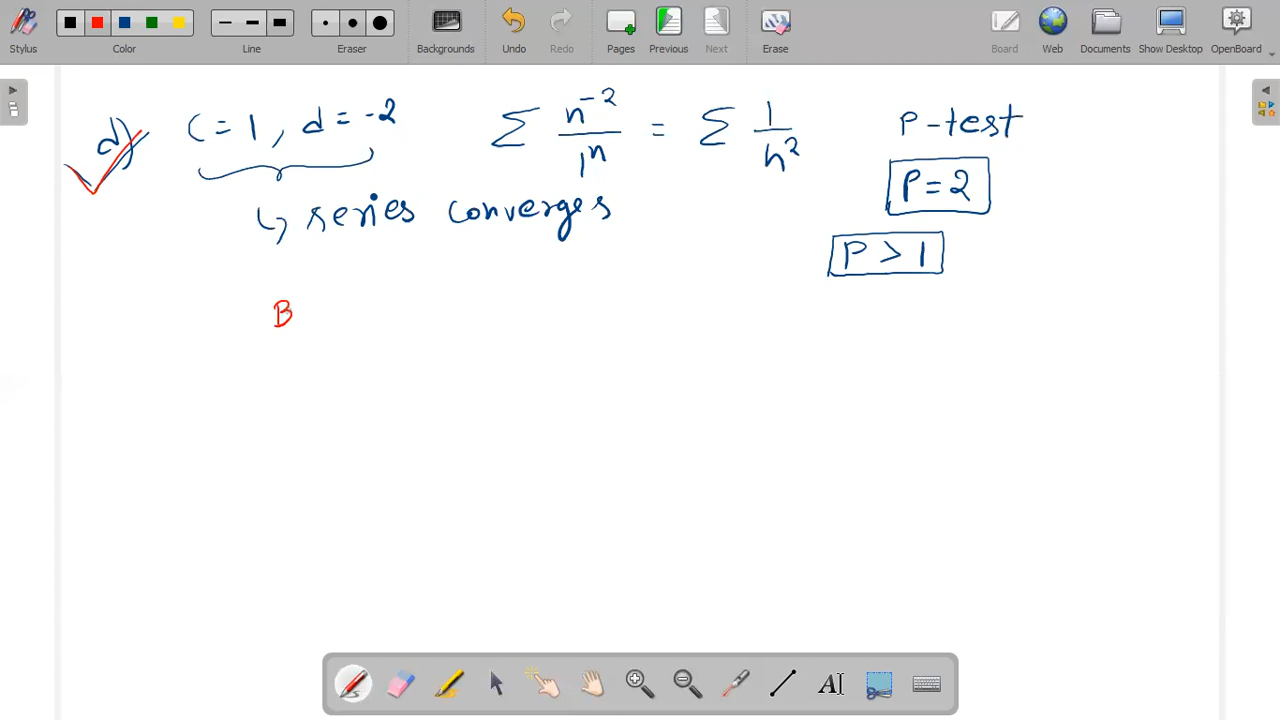 Stylus Color Line Eraser Backgrounds Undo Redo Pages Previous Next Erase Board Web Documents Show Desktop OpenBoard
d) C = 1 , d = -2 Σ n^-2 / 1^n = Σ 1 / n^2 P-test
P = 2
↳ series converges
P > 1
B
AI